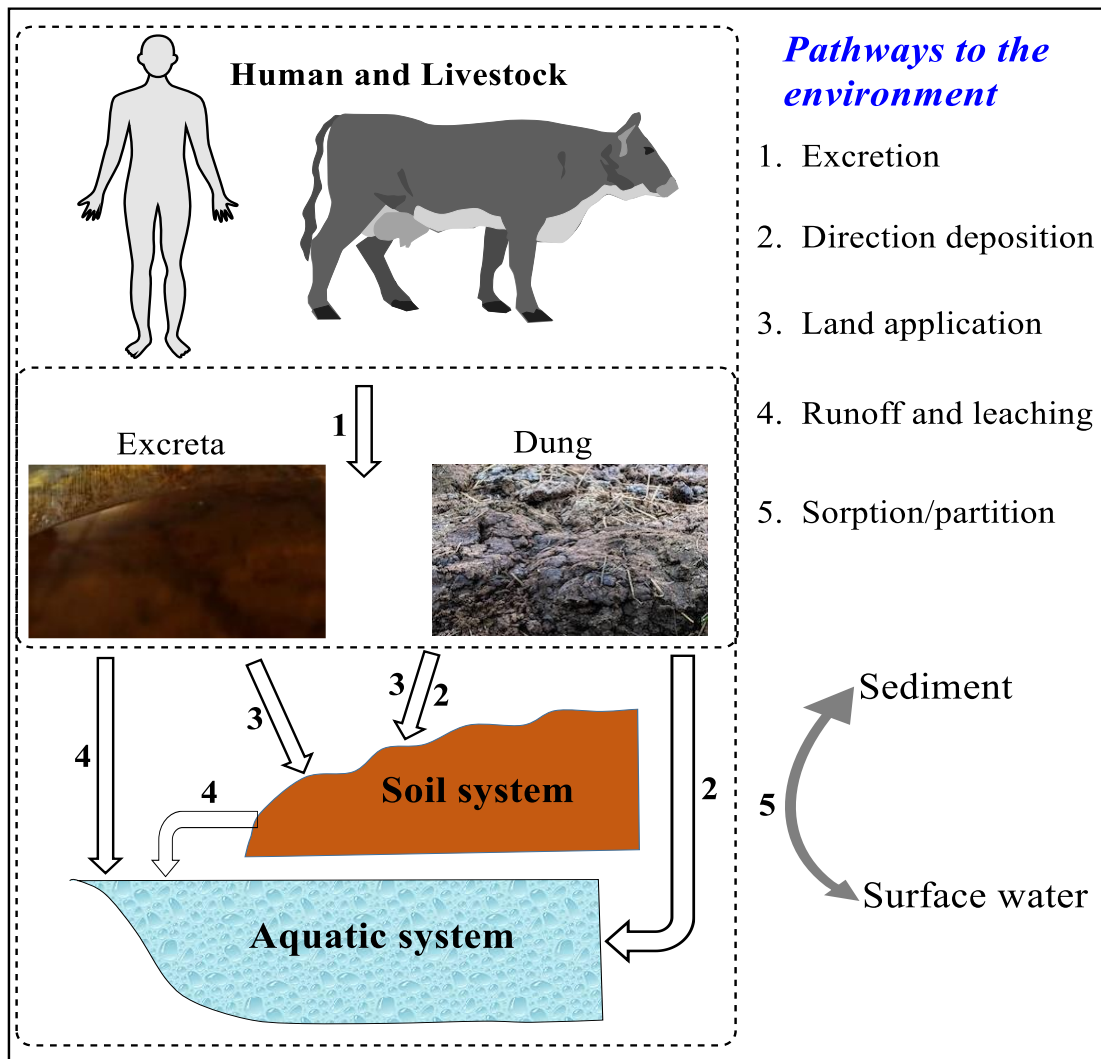 Human and Livestock
Pathways to the
environment
1. Excretion
2. Direction deposition
3. Land application
4. Runoff and leaching
5. Sorption/partition
1
Excreta
Dung
4
3
3
2
2
4
Soil system
Aquatic system
Sediment
5
Surface water